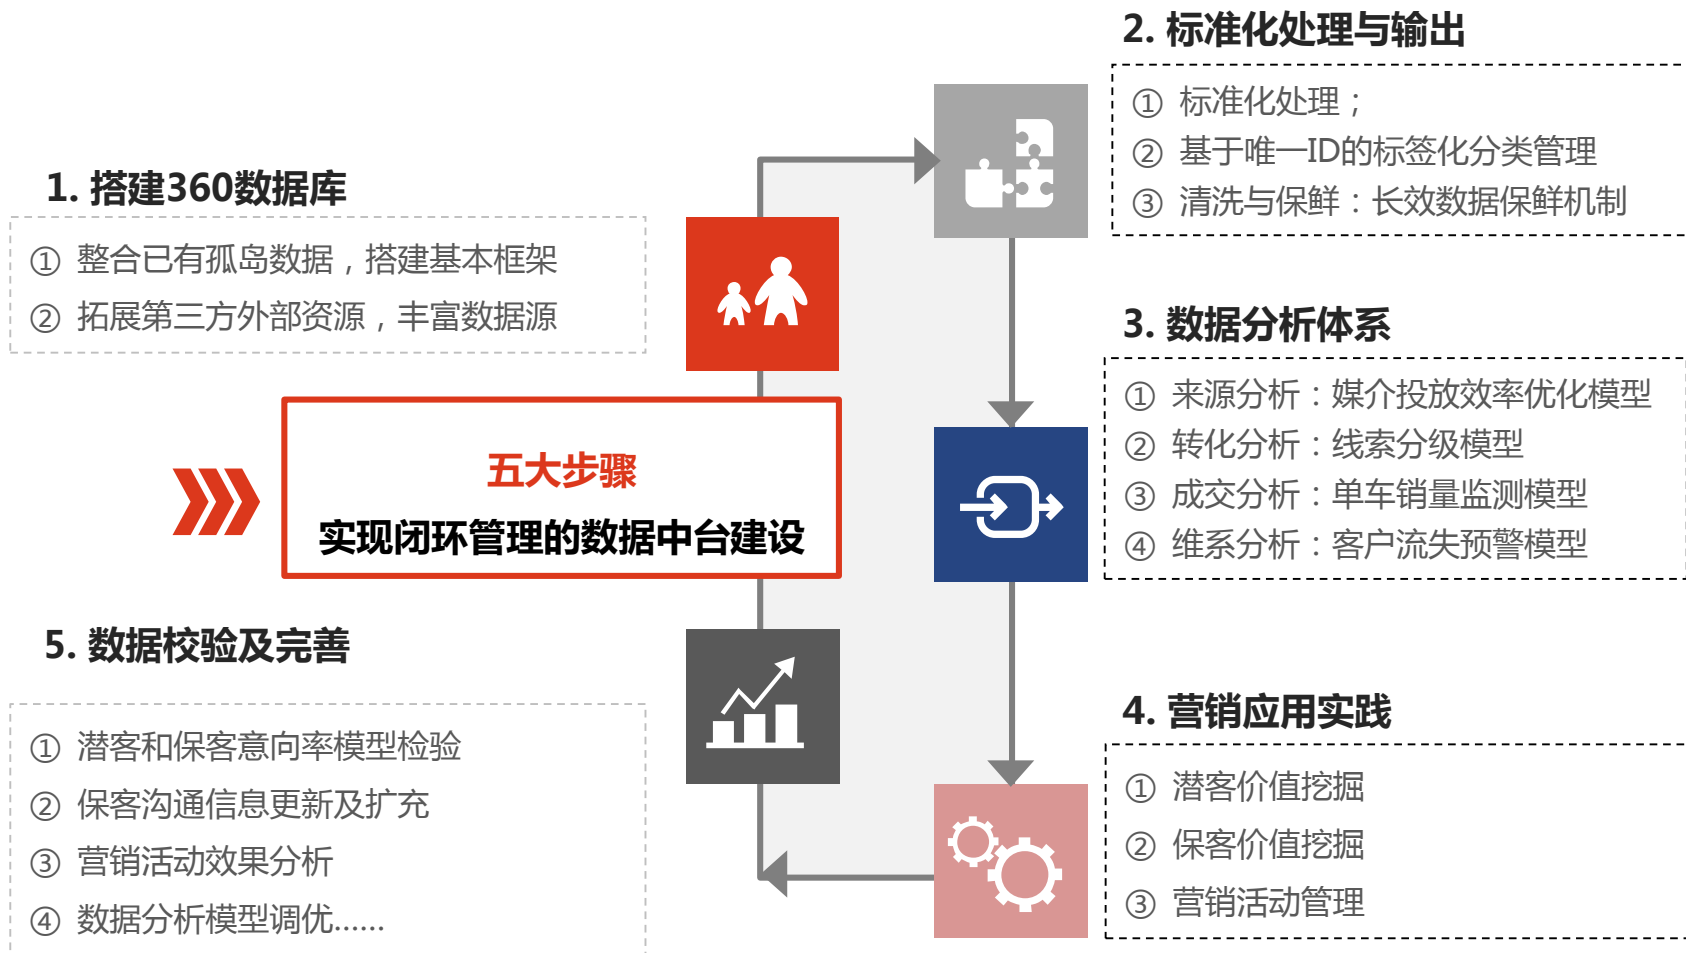 1. 搭建360数据库
① 整合已有孤岛数据，搭建基本框架
② 拓展第三方外部资源，丰富数据源
2. 标准化处理与输出
① 标准化处理；
② 基于唯一ID的标签化分类管理
③ 清洗与保鲜：长效数据保鲜机制
3. 数据分析体系
① 来源分析：媒介投放效率优化模型
② 转化分析：线索分级模型
③ 成交分析：单车销量监测模型
④ 维系分析：客户流失预警模型
五大步骤
实现闭环管理的数据中台建设
4. 营销应用实践
① 潜客价值挖掘
② 保客价值挖掘
③ 营销活动管理
5. 数据校验及完善
① 潜客和保客意向率模型检验
② 保客沟通信息更新及扩充
③ 营销活动效果分析
④ 数据分析模型调优......